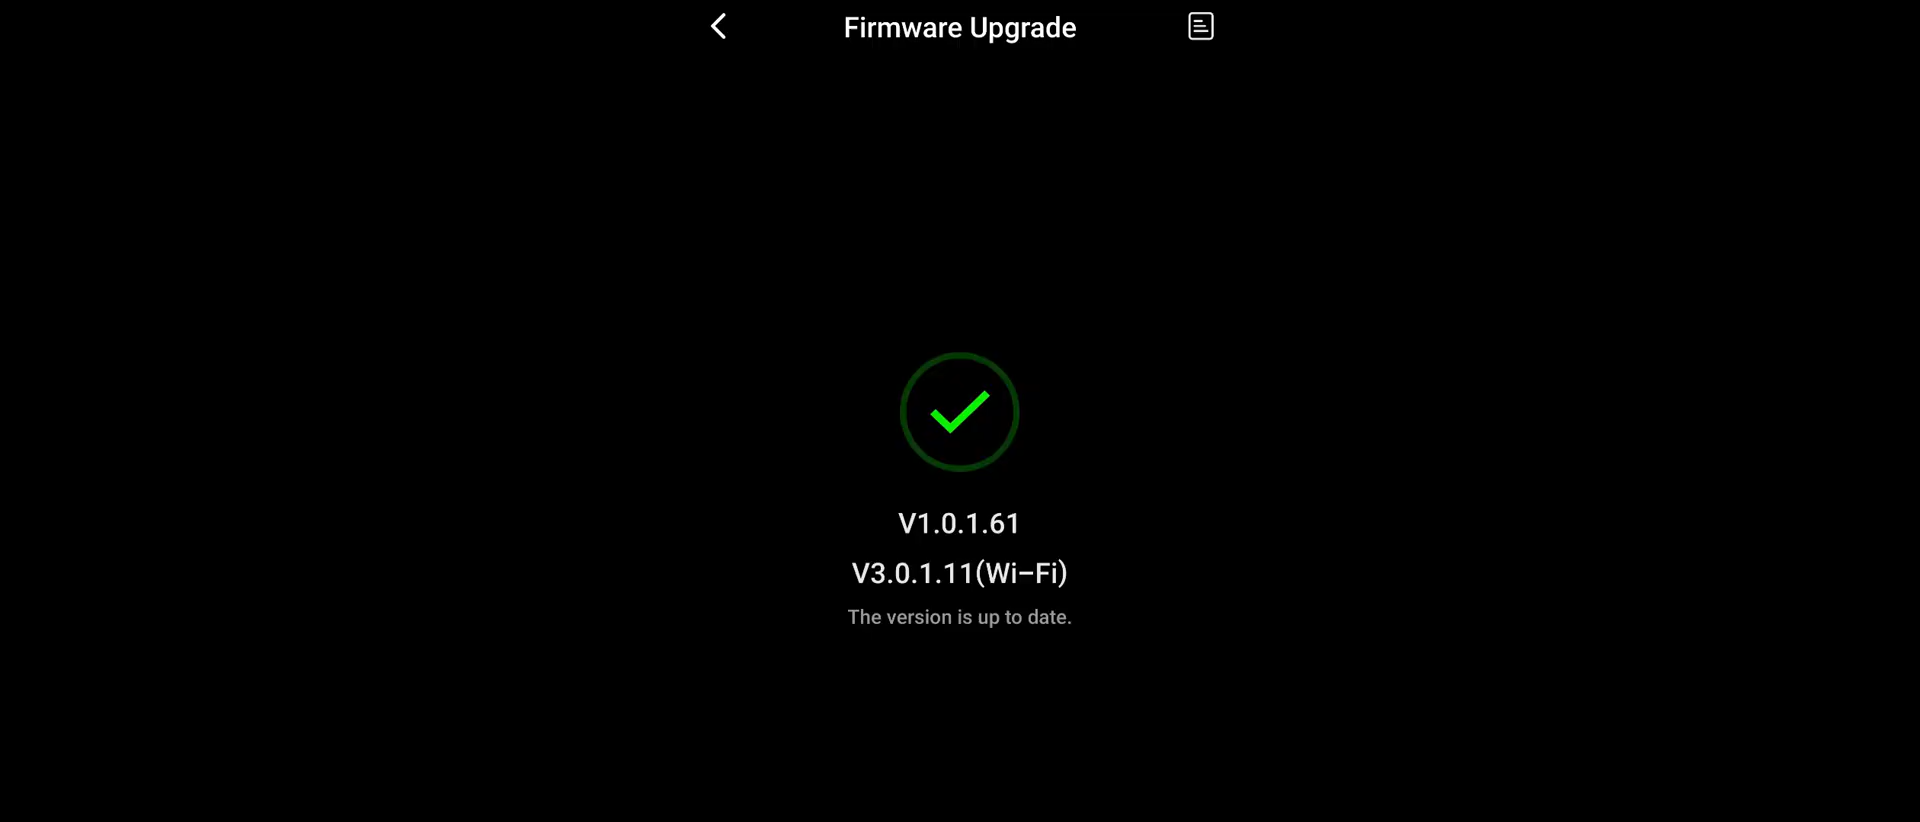 Firmware Upgrade
V1.0.1.61
V3.0.1.11(Wi–Fi)
The version is up to date.